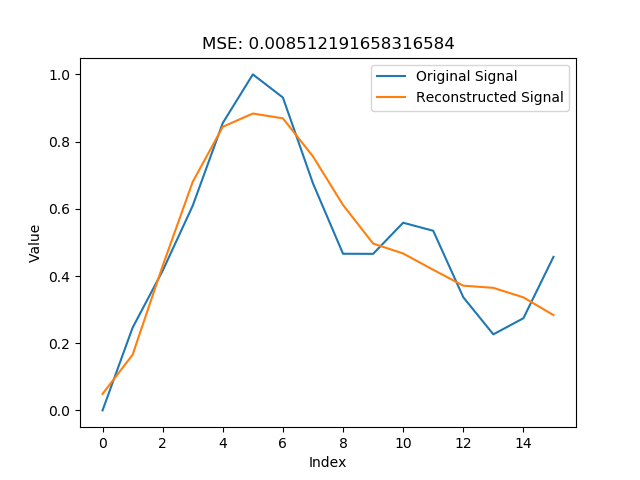 MSE: 0.008512191658316584
Original Signal
Reconstructed Signal
Value
1.0
0.8
0.6
0.4
0.2
0.0
0 2 4 6 8 10 12 14
Index